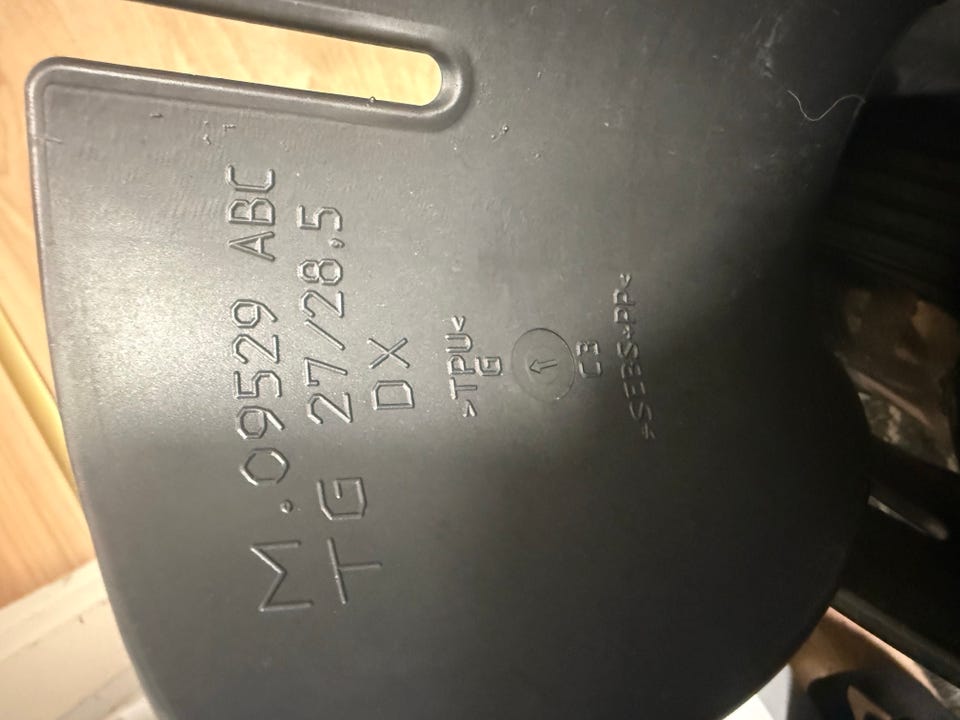 M.09529 ABC
TG 27/28,5
DX
>TPU<
G
C3
>SEBS+PP<